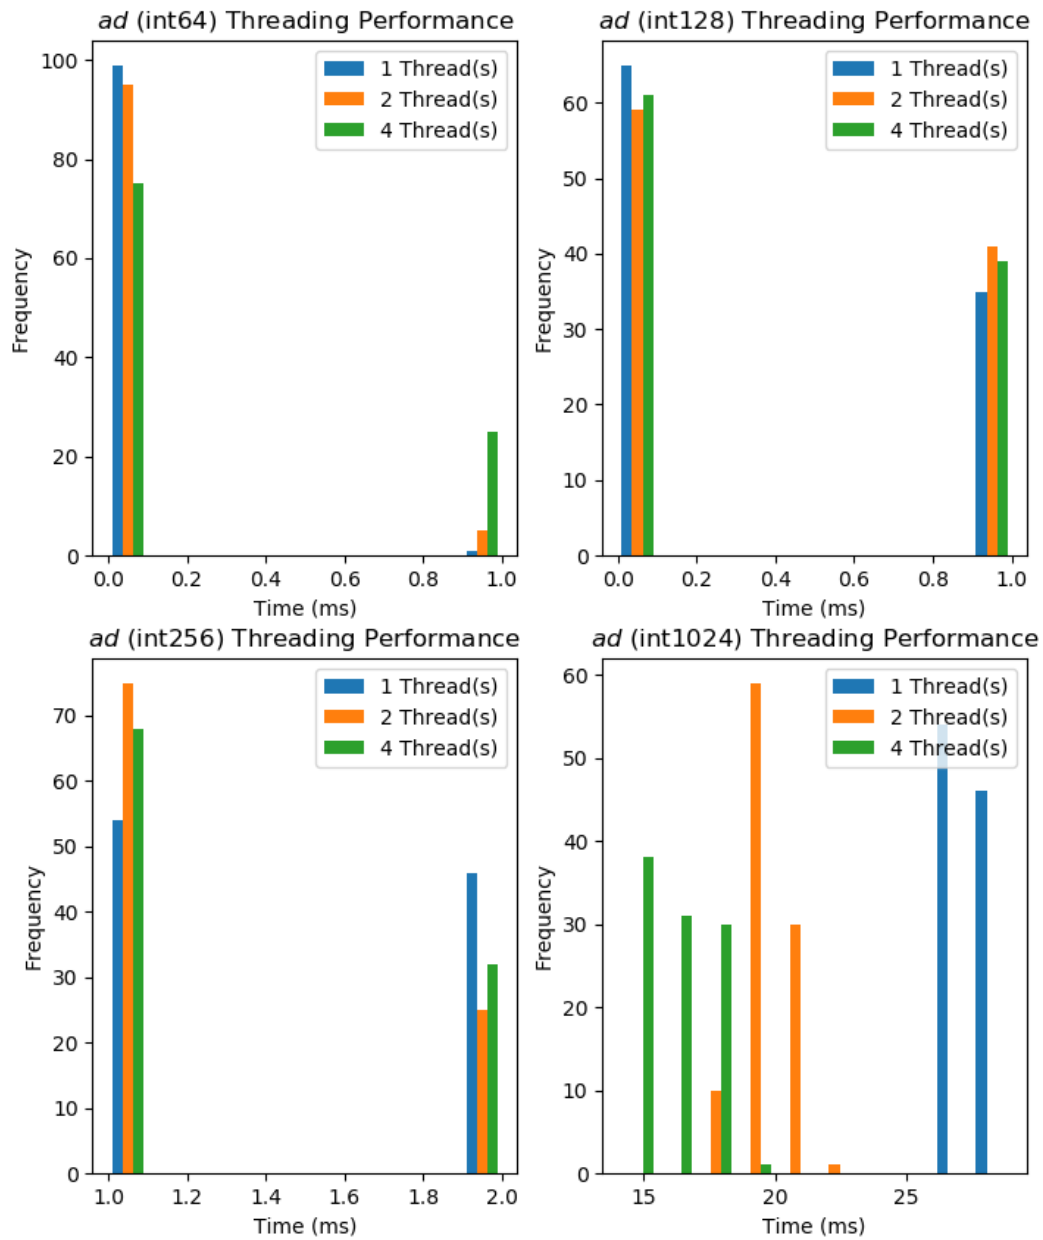 ad (int64) Threading Performance
1 Thread(s)
2 Thread(s)
4 Thread(s)
100
80
60
40
20
0
Frequency
0.0 0.2 0.4 0.6 0.8 1.0
Time (ms)
ad (int128) Threading Performance
1 Thread(s)
2 Thread(s)
4 Thread(s)
60
50
40
30
20
10
0
Frequency
0.0 0.2 0.4 0.6 0.8 1.0
Time (ms)
ad (int256) Threading Performance
1 Thread(s)
2 Thread(s)
4 Thread(s)
70
60
50
40
30
20
10
0
Frequency
1.0 1.2 1.4 1.6 1.8 2.0
Time (ms)
ad (int1024) Threading Performance
1 Thread(s)
2 Thread(s)
4 Thread(s)
60
50
40
30
20
10
0
Frequency
15 20 25
Time (ms)